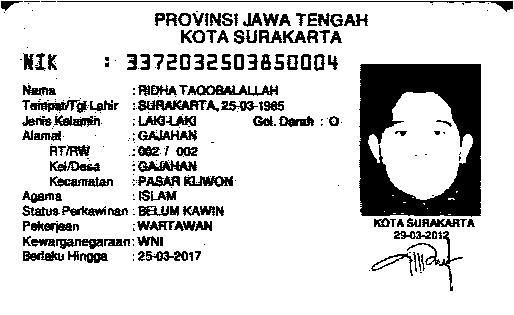 PROVINSI JAWA TENGAH
KOTA SURAKARTA
NIK : 3372032503850004
Nama : RIDHA TAQOBALALLAH
Tempat/Tgl Lahir : SURAKARTA, 25-03-1985
Jenis Kelamin : LAKI-LAKI Gol. Darah : O
Alamat : GAJAHAN
RT/RW : 002 / 002
Kel/Desa : GAJAHAN
Kecamatan : PASAR KLIWON
Agama : ISLAM
Status Perkawinan : BELUM KAWIN
Pekerjaan : WARTAWAN
Kewarganegaraan: WNI
Berlaku Hingga : 25-03-2017
KOTA SURAKARTA
29-03-2012